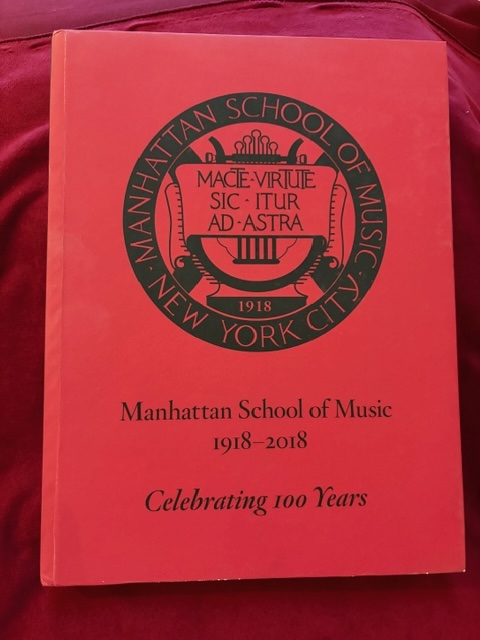 MANHATTAN SCHOOL OF MUSIC
MACTE·VIRTUTE
SIC·ITUR
AD·ASTRA
1918
·NEW YORK CITY·
Manhattan School of Music
1918–2018
Celebrating 100 Years